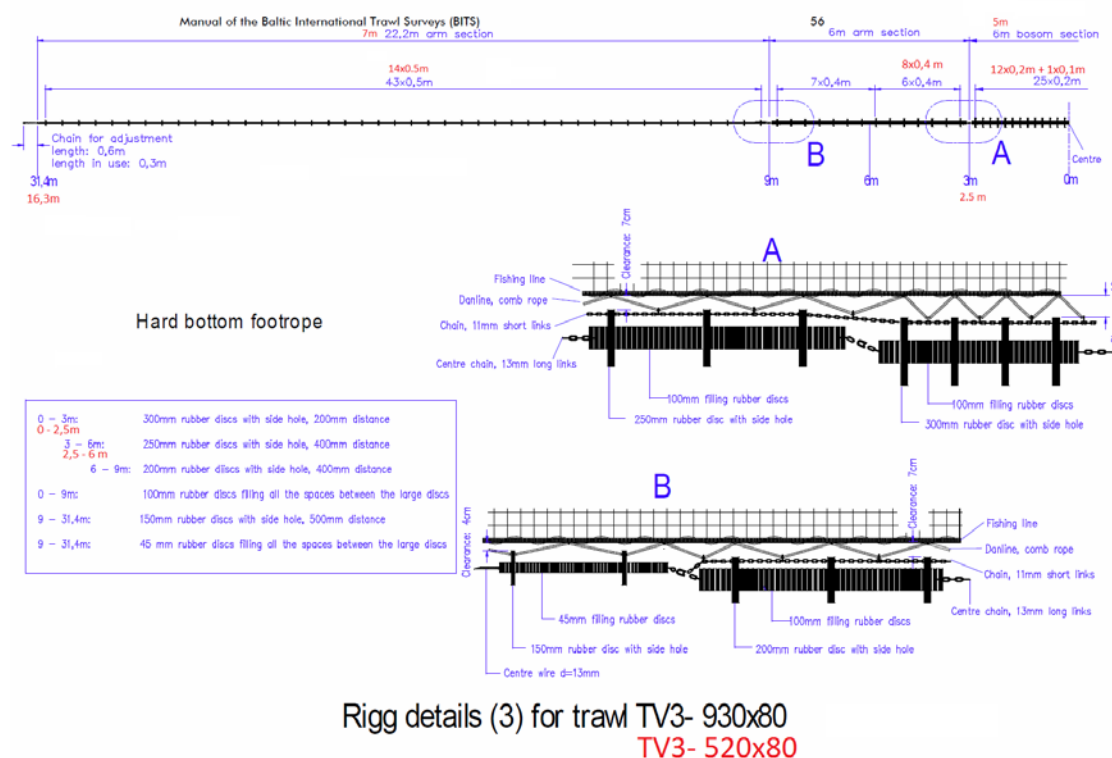 Manual of the Baltic International Trawl Surveys (BITS) 56
7m 22,2m arm section
6m arm section
5m
6m bosom section
14x0.5m
43x0,5m
8x0,4 m
7x0,4m
6x0,4m
12x0,2m + 1x0,1m
25x0,2m
Chain for adjustment
length: 0,6m
length in use: 0,3m
Centre
B
A
31,4m
9m
6m
3m
0m
16,3m
2.5 m
A
Clearance: 7cm
Fishing line
Danline, comb rope
Chain, 11mm short links
Centre chain, 13mm long links
100mm filling rubber discs
250mm rubber disc with side hole
100mm filling rubber discs
300mm rubber disc with side hole
Hard bottom footrope
0 – 3m: 300mm rubber discs with side hole, 200mm distance
0 - 2,5m
3 – 6m: 250mm rubber discs with side hole, 400mm distance
2,5 - 6 m
6 – 9m: 200mm rubber diiscs with side hole, 400mm distance
0 – 9m: 100mm rubber discs filling all the spaces between the large discs
9 – 31,4m: 150mm rubber discs with side hole, 500mm distance
9 – 31,4m: 45 mm rubber discs filling all the spaces between the large discs
B
Clearance: 4cm
Clearance: 7cm
Fishing line
Danline, comb rope
Chain, 11mm short links
Centre chain, 13mm long links
45mm filling rubber discs
100mm filling rubber discs
150mm rubber disc with side hole
200mm rubber disc with side hole
Centre wire d=13mm
Rigg details (3) for trawl TV3- 930x80
TV3- 520x80